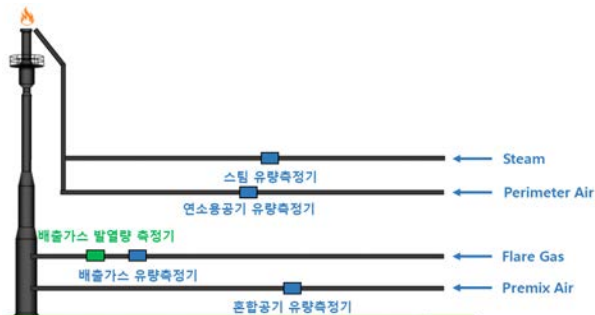 Steam
스팀 유량측정기
Perimeter Air
연소용공기 유량측정기
배출가스 발열량 측정기
Flare Gas
배출가스 유량측정기
Premix Air
혼합공기 유량측정기